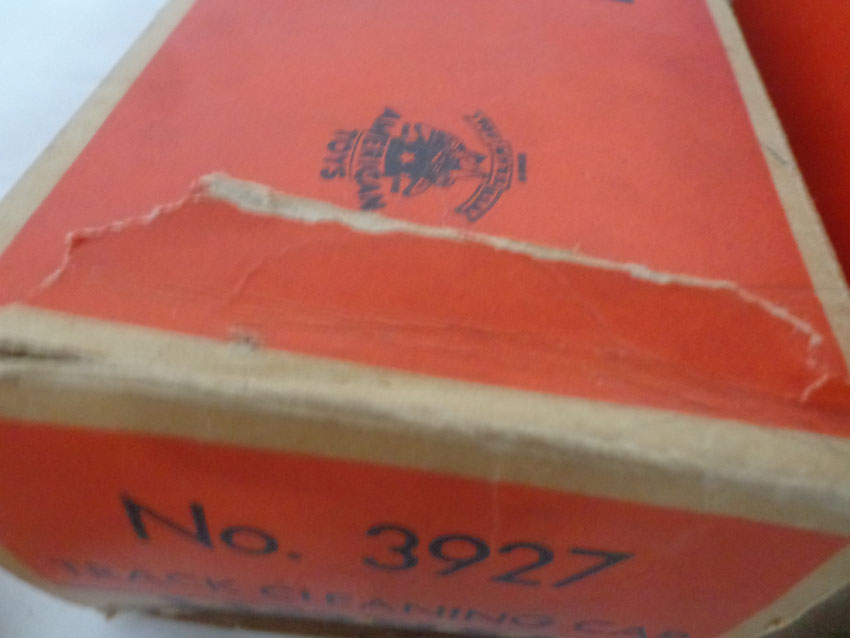 AMERICAN
TOYS
No. 3927
TRACK CLEANING CAR